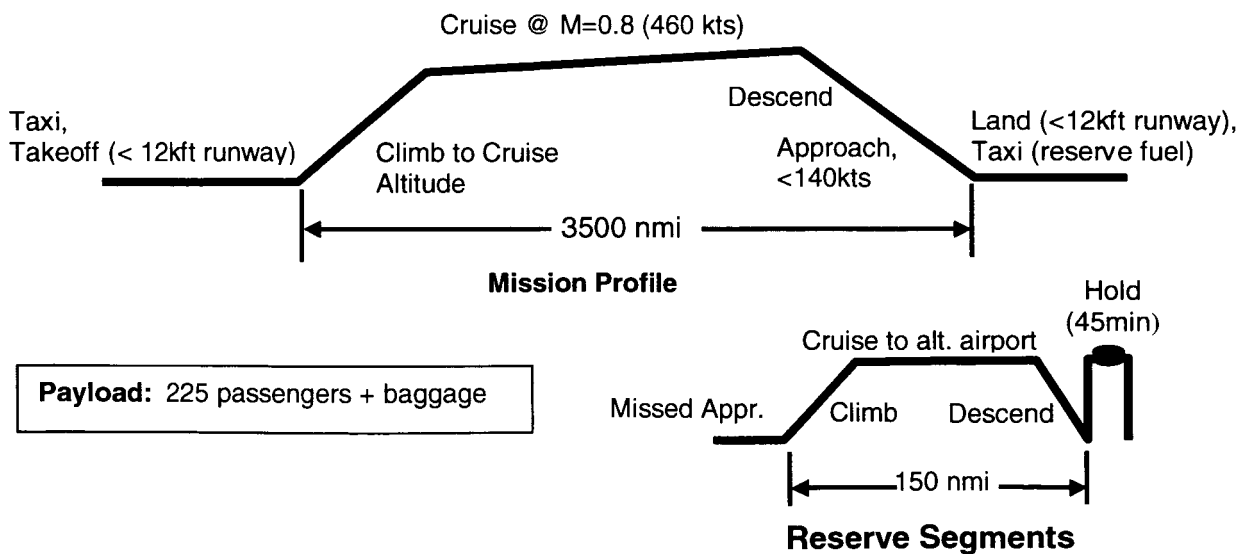 Cruise @ M=0.8 (460 kts)
Taxi,
Takeoff (< 12kft runway)
Climb to Cruise
Altitude
Descend
Approach,
<140kts
Land (<12kft runway),
Taxi (reserve fuel)
3500 nmi
Mission Profile
Payload: 225 passengers + baggage
Hold
(45min)
Cruise to alt. airport
Missed Appr.
Climb
Descend
150 nmi
Reserve Segments